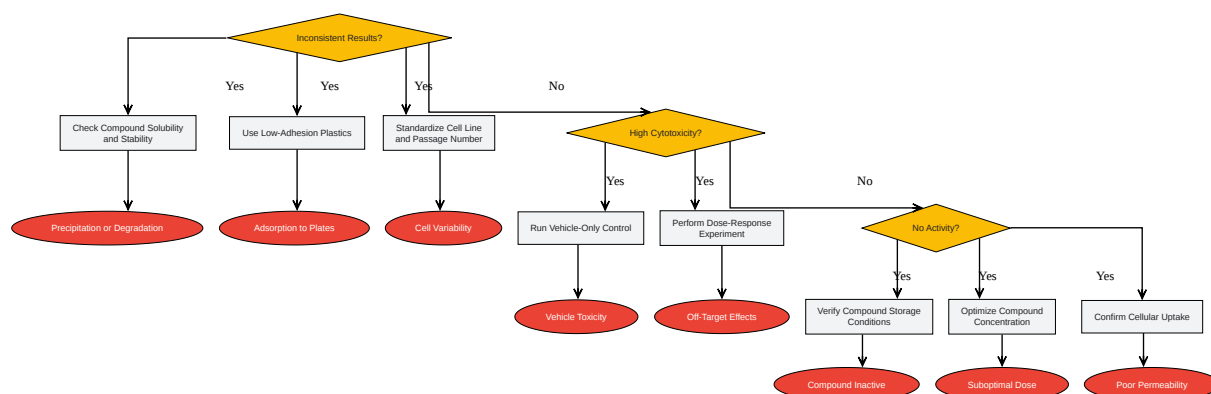 Inconsistent Results?
Yes
Yes
Yes
No
Check Compound Solubility
and Stability
Use Low-Adhesion Plastics
Standardize Cell Line
and Passage Number
High Cytotoxicity?
Yes
Yes
No
Precipitation or Degradation
Adsorption to Plates
Cell Variability
Run Vehicle-Only Control
Perform Dose-Response
Experiment
No Activity?
Yes
Yes
Yes
Vehicle Toxicity
Off-Target Effects
Verify Compound Storage
Conditions
Optimize Compound
Concentration
Confirm Cellular Uptake
Compound Inactive
Suboptimal Dose
Poor Permeability